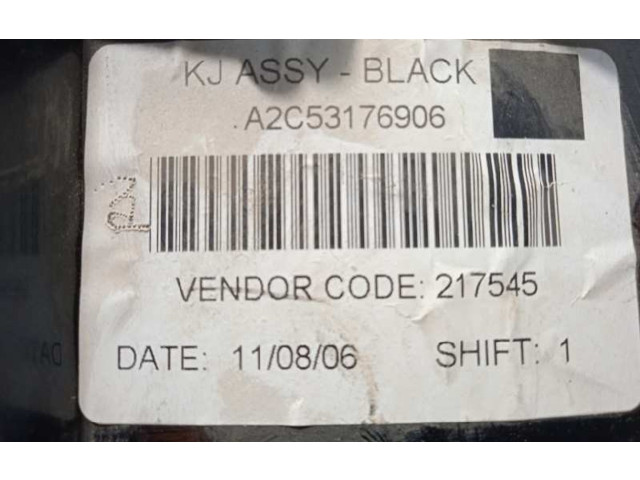 KJ ASSY - BLACK
A2C53176906
VENDOR CODE: 217545
DATE: 11/08/06 SHIFT: 1